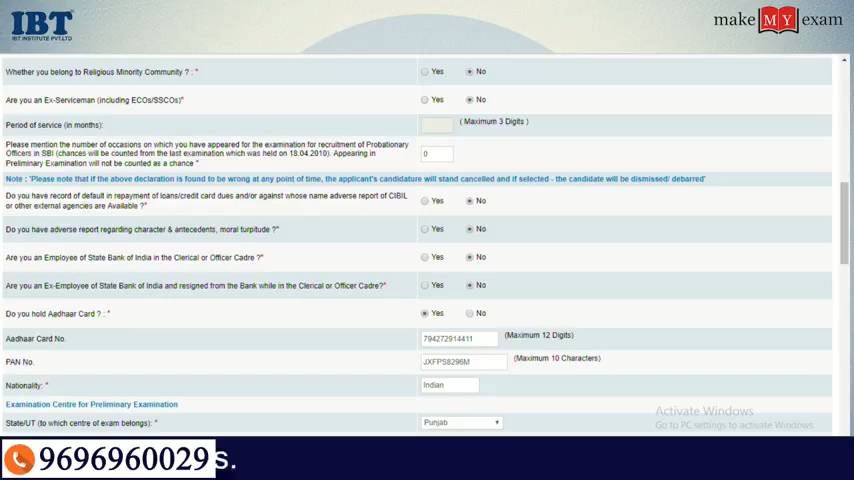 IBT
IBT INSTITUTE PVT.LTD
make MY exam
Whether you belong to Religious Minority Community ? : * Yes No
Are you an Ex-Serviceman (including ECOs/SSCOs)* Yes No
Period of service (in months): ( Maximum 3 Digits )
Please mention the number of occasions on which you have appeared for the examination for recruitment of Probationary
Officers in SBI (chances will be counted from the last examination which was held on 18.04.2010). Appearing in 0
Preliminary Examination will not be counted as a chance *
Note : 'Please note that if the above declaration is found to be wrong at any point of time, the applicant's candidature will stand cancelled and if selected - the candidate will be dismissed/ debarred'
Do you have record of default in repayment of loans/credit card dues and/or against whose name adverse report of CIBIL Yes No
or other external agencies are Available ?*
Do you have adverse report regarding character & antecedents, moral turpitude ?* Yes No
Are you an Employee of State Bank of India in the Clerical or Officer Cadre ?* Yes No
Are you an Ex-Employee of State Bank of India and resigned from the Bank while in the Clerical or Officer Cadre?* Yes No
Do you hold Aadhaar Card ? : * Yes No
Aadhaar Card No. 794272914411 (Maximum 12 Digits)
PAN No. JXFPS8296M (Maximum 10 Characters)
Nationality: * Indian
Examination Centre for Preliminary Examination
State/UT (to which centre of exam belongs): * Punjab
Activate Windows
Go to PC settings to activate Windows.
9696960029 s.